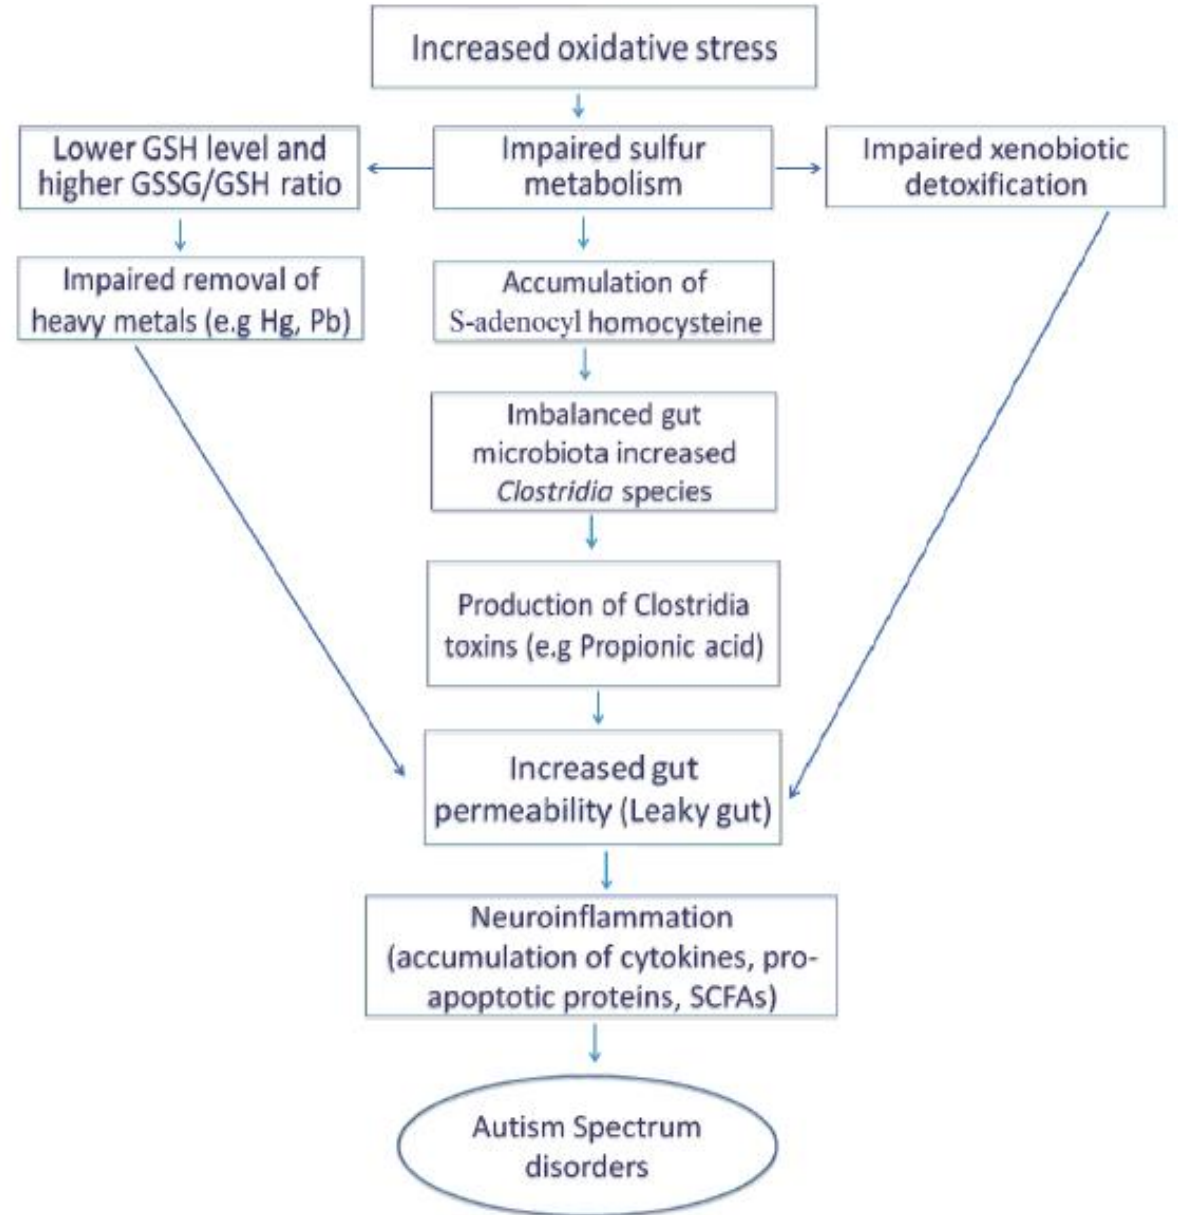 Increased oxidative stress
Lower GSH level and
higher GSSG/GSH ratio
Impaired sulfur
metabolism
Impaired xenobiotic
detoxification
Impaired removal of
heavy metals (e.g Hg, Pb)
Accumulation of
S-adenocyl homocysteine
Imbalanced gut
microbiota increased
Clostridia species
Production of Clostridia
toxins (e.g Propionic acid)
Increased gut
permeability (Leaky gut)
Neuroinflammation
(accumulation of cytokines, pro-
apoptotic proteins, SCFAs)
Autism Spectrum
disorders